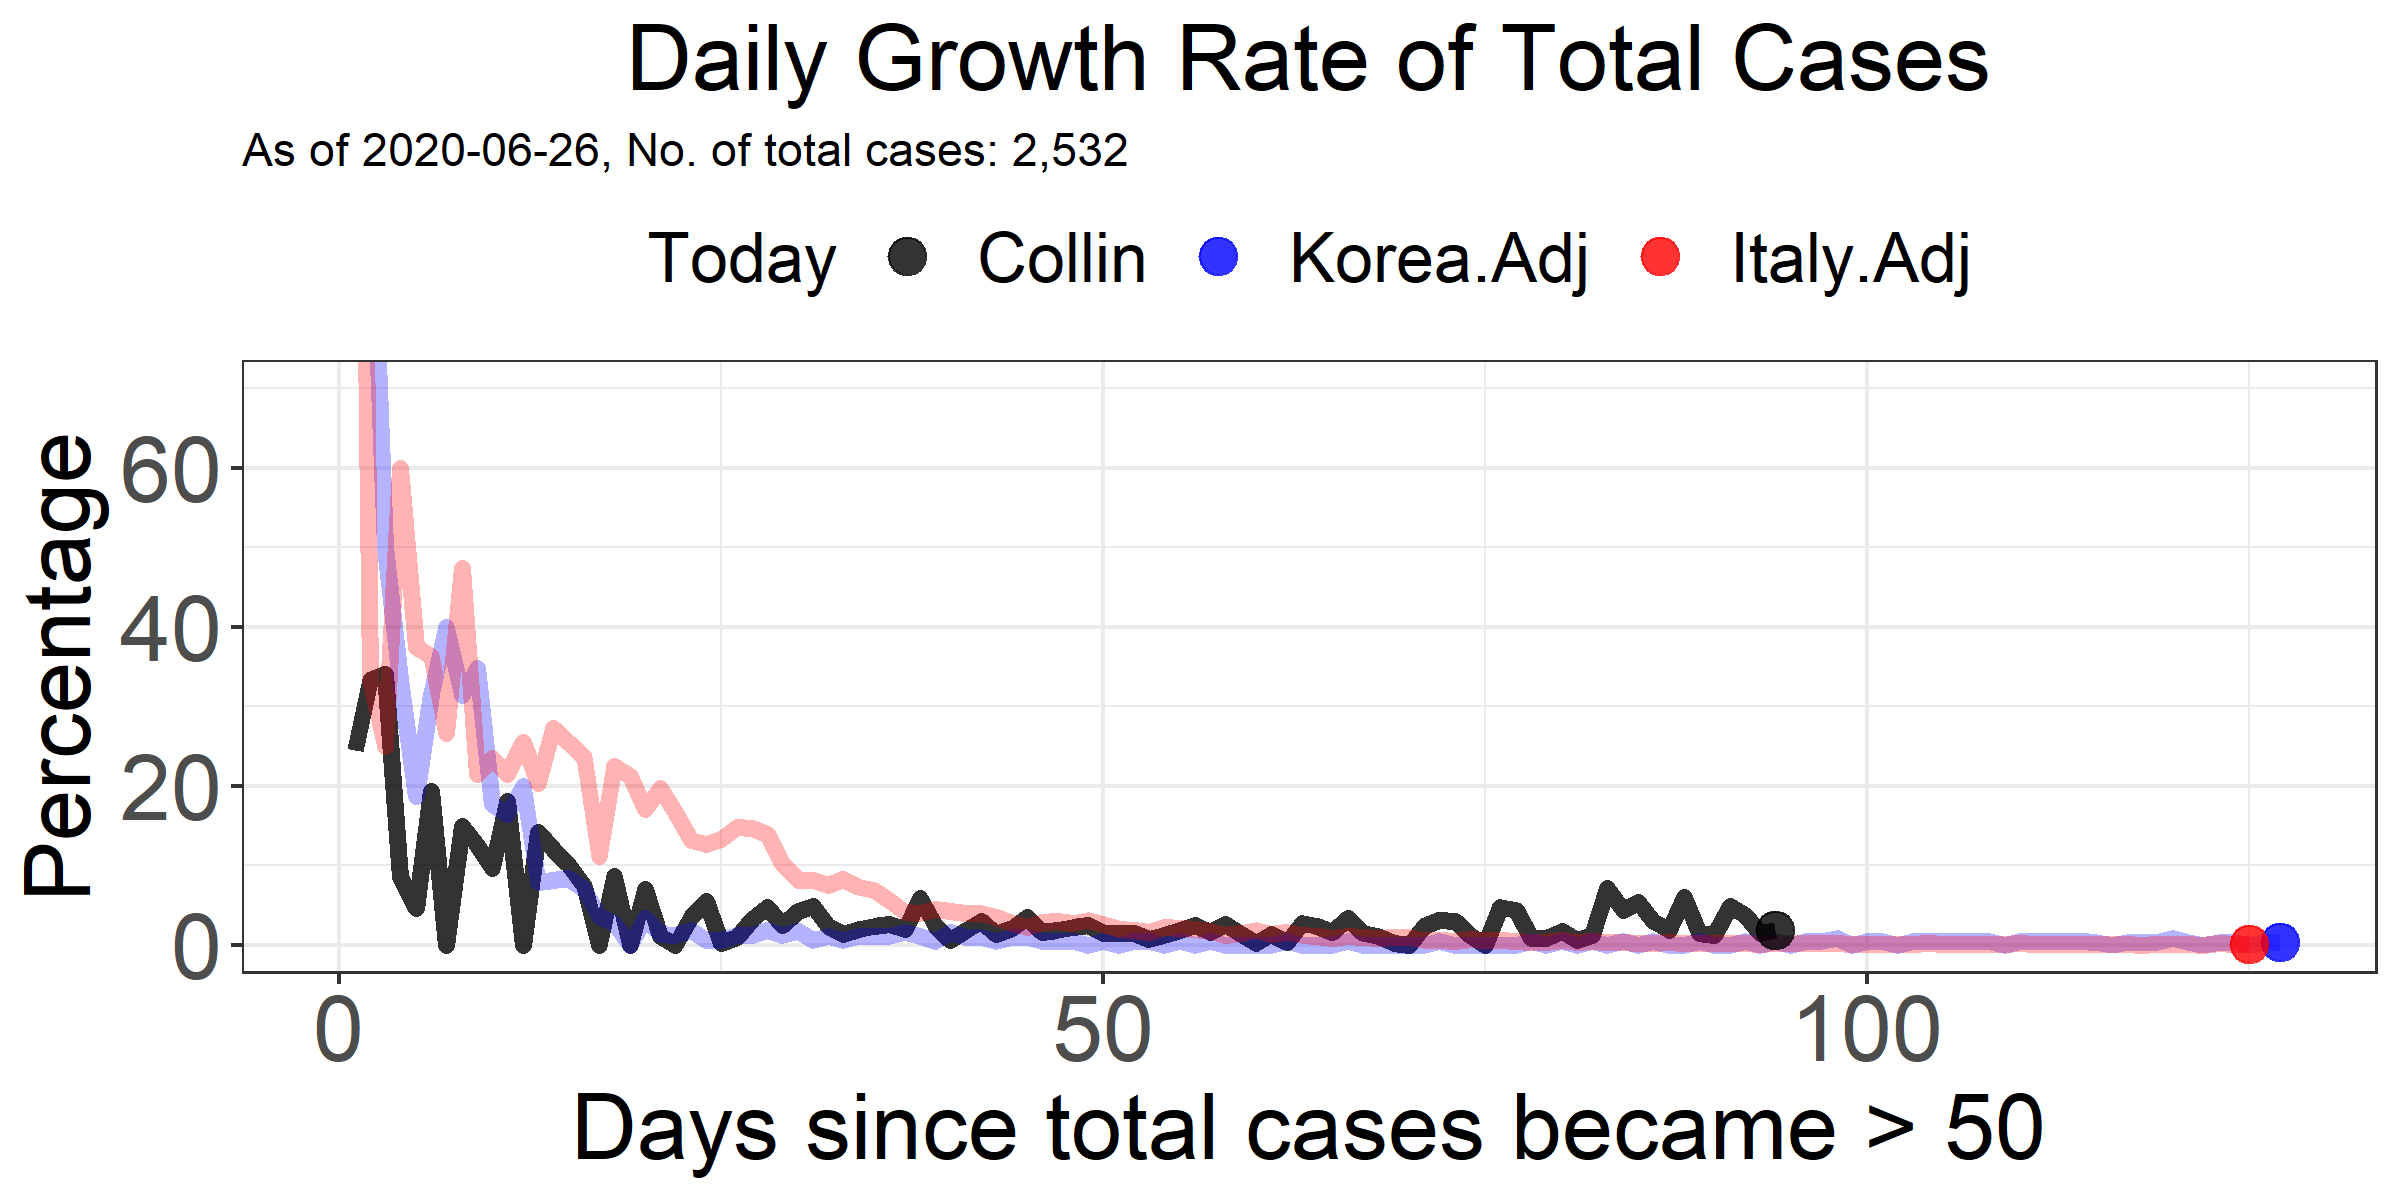 Daily Growth Rate of Total Cases
As of 2020-06-26, No. of total cases: 2,532
Today Collin Korea.Adj Italy.Adj
Percentage
60
40
20
0
0 50 100
Days since total cases became > 50